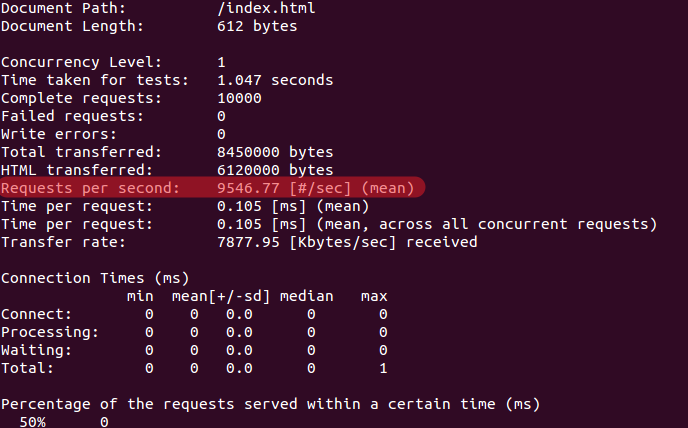 Document Path:          /index.html
Document Length:        612 bytes

Concurrency Level:      1
Time taken for tests:   1.047 seconds
Complete requests:      10000
Failed requests:        0
Write errors:           0
Total transferred:      8450000 bytes
HTML transferred:       6120000 bytes
Requests per second:    9546.77 [#/sec] (mean)
Time per request:       0.105 [ms] (mean)
Time per request:       0.105 [ms] (mean, across all concurrent requests)
Transfer rate:          7877.95 [Kbytes/sec] received

Connection Times (ms)
              min  mean[+/-sd] median   max
Connect:        0    0   0.0      0       0
Processing:     0    0   0.0      0       0
Waiting:        0    0   0.0      0       0
Total:          0    0   0.0      0       1

Percentage of the requests served within a certain time (ms)
  50%      0